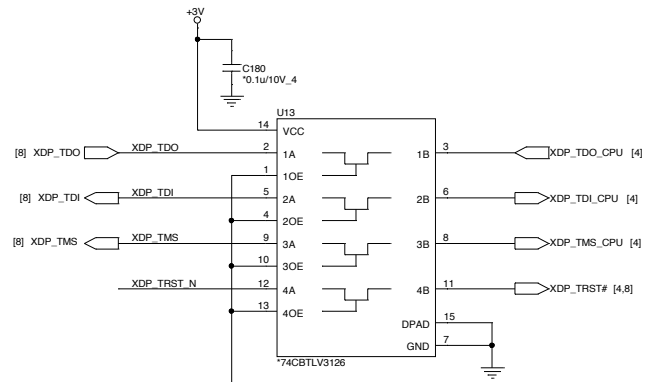 +3V
C180
*0.1u/10V_4
U13
14 VCC
[8] XDP_TDO XDP_TDO 2 1A 1B 3 XDP_TDO_CPU [4]
1 1OE
[8] XDP_TDI XDP_TDI 5 2A 2B 6 XDP_TDI_CPU [4]
4 2OE
[8] XDP_TMS XDP_TMS 9 3A 3B 8 XDP_TMS_CPU [4]
10 3OE
XDP_TRST_N 12 4A 4B 11 XDP_TRST# [4,8]
13 4OE
DPAD 15
GND 7
*74CBTLV3126